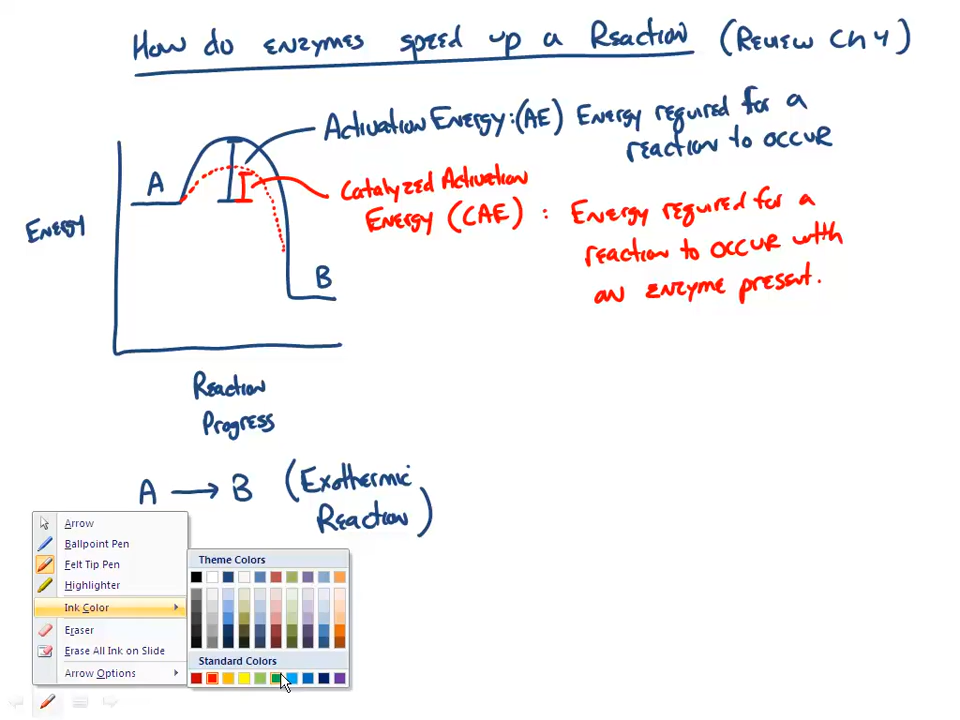 How do enzymes speed up a Reaction (Review Ch 4)
Activation Energy: (AE) Energy required for a
reaction to occur
A
Catalyzed Activation
Energy (CAE) : Energy required for a
reaction to occur with
an enzyme present.
Energy
B
Reaction
Progress
A → B (Exothermic
Reaction)
Arrow
Ballpoint Pen
Felt Tip Pen
Highlighter
Ink Color
Eraser
Erase All Ink on Slide
Arrow Options
Theme Colors
Standard Colors